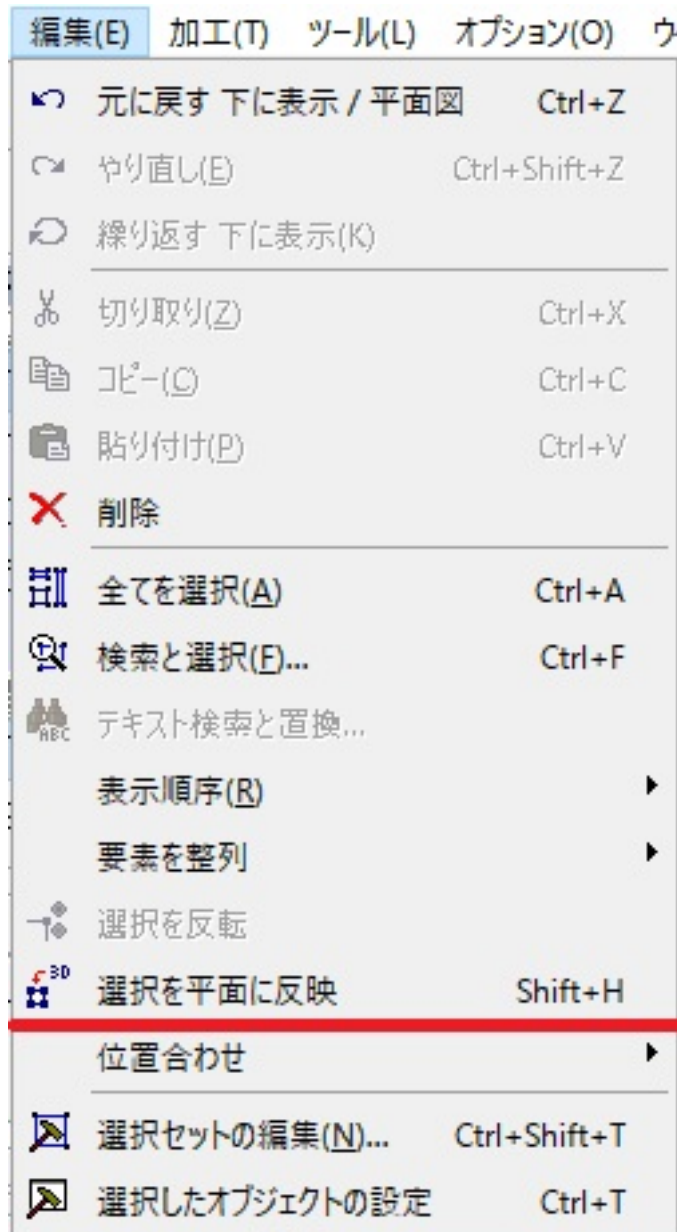 編集(E) 加工(T) ツール(L) オプション(O) ウ
元に戻す 下に表示 / 平面図 Ctrl+Z
やり直し(E) Ctrl+Shift+Z
繰り返す 下に表示(K)
切り取り(Z) Ctrl+X
コピー(C) Ctrl+C
貼り付け(P) Ctrl+V
削除
全てを選択(A) Ctrl+A
検索と選択(F)... Ctrl+F
ABC テキスト検索と置換...
表示順序(R)
要素を整列
選択を反転
3D 選択を平面に反映 Shift+H
位置合わせ
選択セットの編集(N)... Ctrl+Shift+T
選択したオブジェクトの設定 Ctrl+T